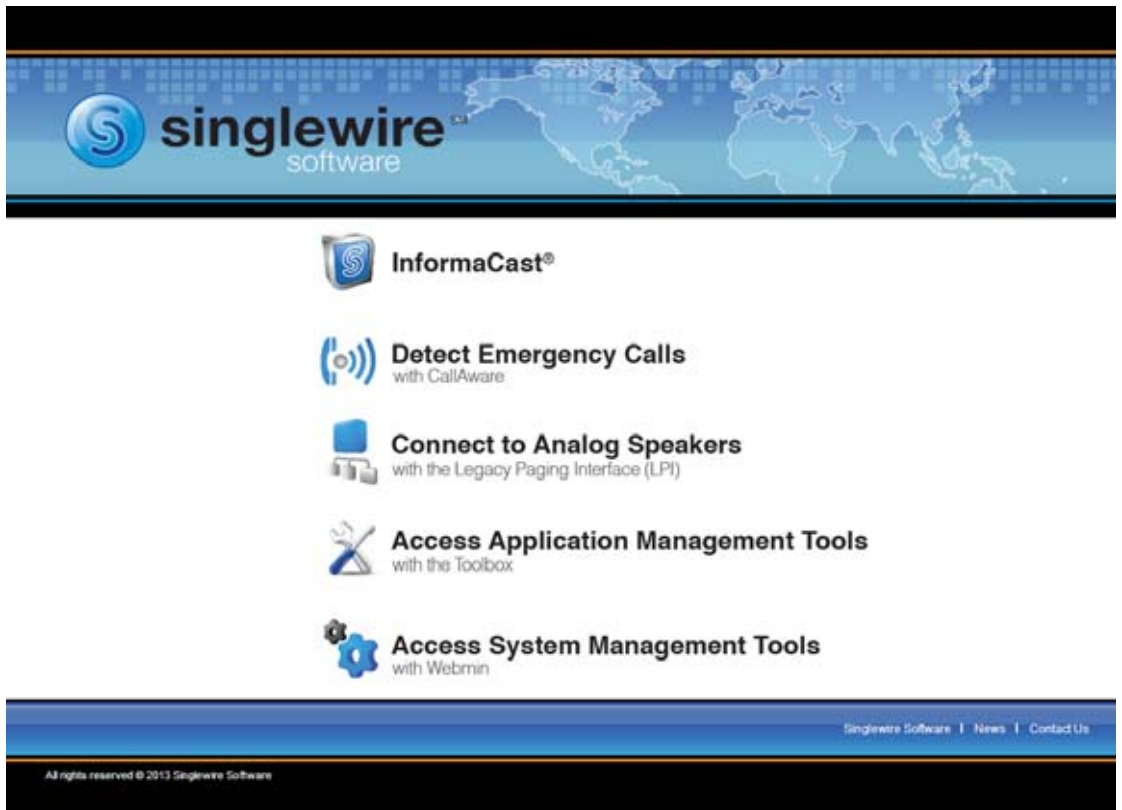 singlewire™
software
InformaCast®
Detect Emergency Calls
with CallAware
Connect to Analog Speakers
with the Legacy Paging Interface (LPI)
Access Application Management Tools
with the Toolbox
Access System Management Tools
with Webmin
Singlewire Software | News | Contact Us
All rights reserved © 2013 Singlewire Software